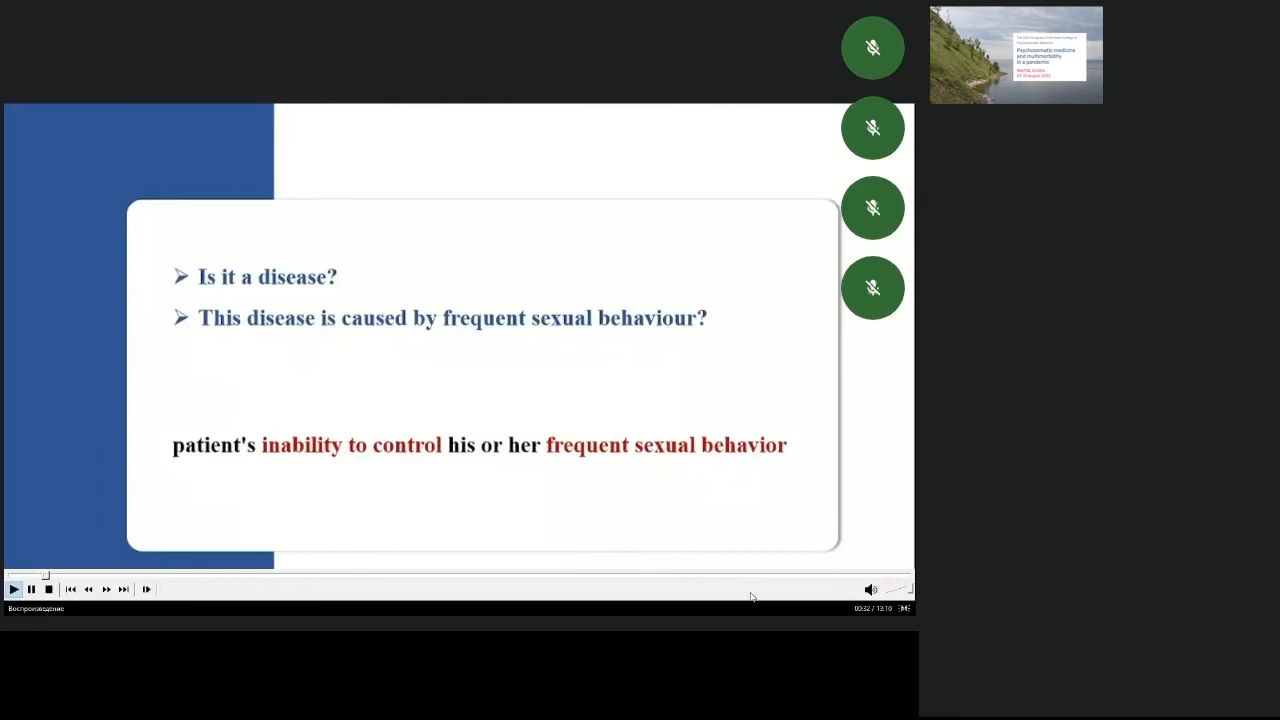 Is it a disease?
This disease is caused by frequent sexual behaviour?
patient's inability to control his or her frequent sexual behavior
Psychosomatic medicine
and multimorbidity
in a pandemic
Воспроизведение
00:32 / 13:10